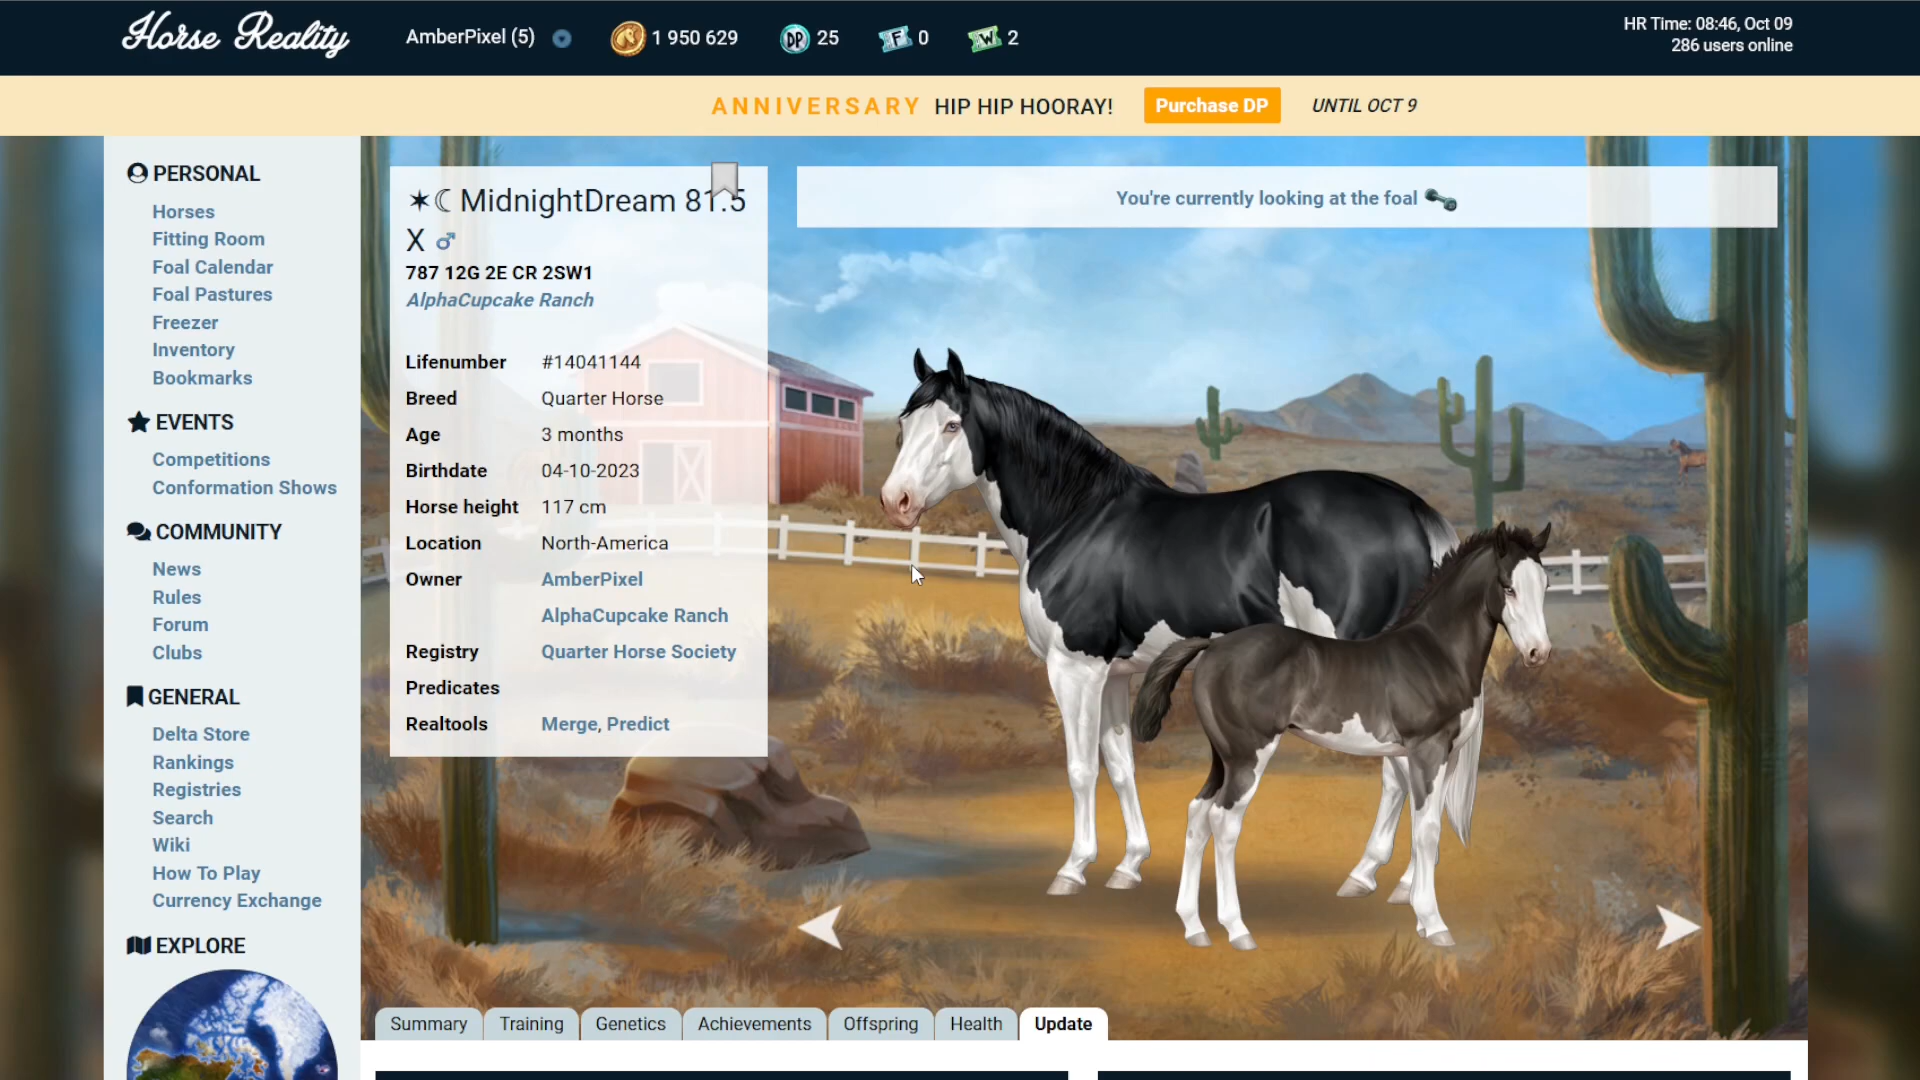 Horse Reality
AmberPixel (5)
1 950 629
DP 25
F 0
W 2
HR Time: 08:46, Oct 09
286 users online
ANNIVERSARY HIP HIP HOORAY! Purchase DP UNTIL OCT 9
PERSONAL
Horses
Fitting Room
Foal Calendar
Foal Pastures
Freezer
Inventory
Bookmarks
EVENTS
Competitions
Conformation Shows
COMMUNITY
News
Rules
Forum
Clubs
GENERAL
Delta Store
Rankings
Registries
Search
Wiki
How To Play
Currency Exchange
EXPLORE
✶☾MidnightDream 81.5
X ♂
787 12G 2E CR 2SW1
AlphaCupcake Ranch
Lifenumber #14041144
Breed Quarter Horse
Age 3 months
Birthdate 04-10-2023
Horse height 117 cm
Location North-America
Owner AmberPixel
AlphaCupcake Ranch
Registry Quarter Horse Society
Predicates
Realtools Merge, Predict
You're currently looking at the foal
Summary Training Genetics Achievements Offspring Health Update